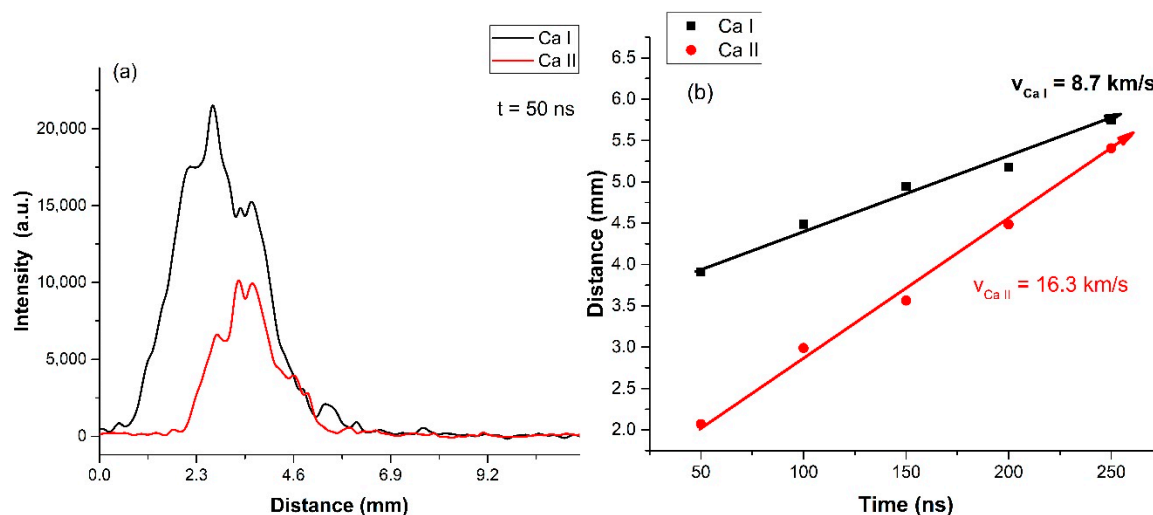 Ca I
Ca II
(a)
t = 50 ns
Intensity (a.u.)
20,000
15,000
10,000
5,000
0
0.0
2.3
4.6
6.9
9.2
Distance (mm)
Ca I
Ca II
(b)
v_Ca I = 8.7 km/s
v_Ca II = 16.3 km/s
Distance (mm)
6.5
6.0
5.5
5.0
4.5
4.0
3.5
3.0
2.5
2.0
50
100
150
200
250
Time (ns)